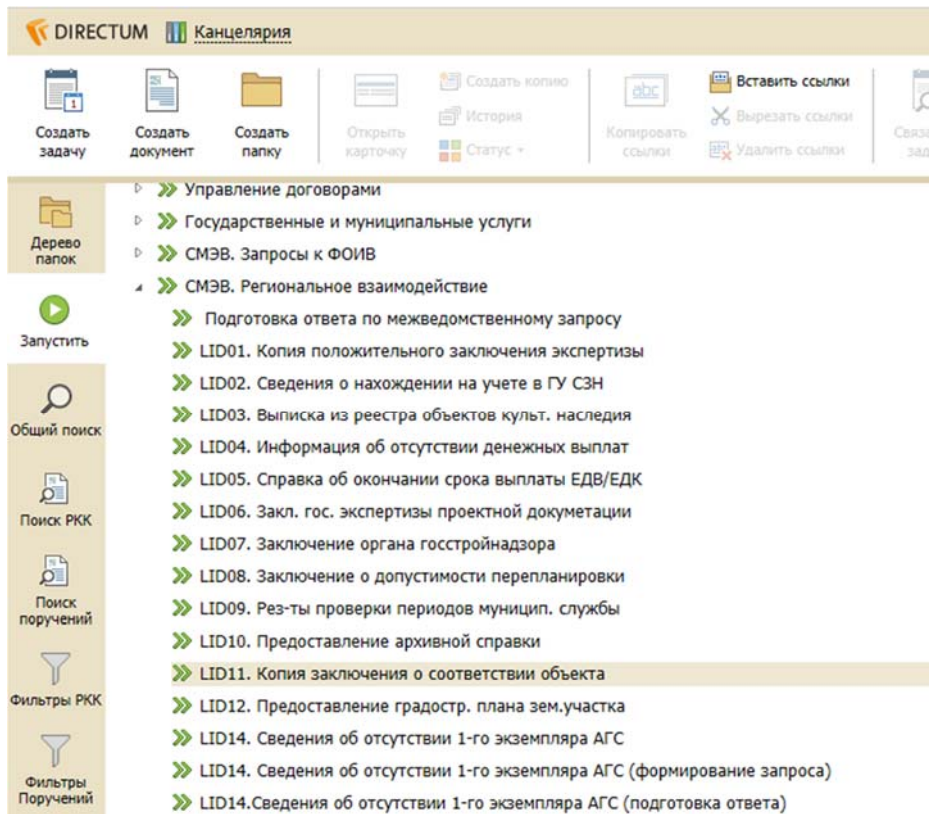 DIRECTUM Канцелярия
Создать задачу
Создать документ
Создать папку
Открыть карточку
Создать копию
История
Статус
Копировать ссылки
Вставить ссылки
Вырезать ссылки
Удалить ссылки
Дерево папок
Запустить
Общий поиск
Поиск РКК
Поиск поручений
Фильтры РКК
Фильтры Поручений
Управление договорами
Государственные и муниципальные услуги
СМЭВ. Запросы к ФОИВ
СМЭВ. Региональное взаимодействие
Подготовка ответа по межведомственному запросу
LID01. Копия положительного заключения экспертизы
LID02. Сведения о нахождении на учете в ГУ СЗН
LID03. Выписка из реестра объектов культ. наследия
LID04. Информация об отсутствии денежных выплат
LID05. Справка об окончании срока выплаты ЕДВ/ЕДК
LID06. Закл. гос. экспертизы проектной докуметации
LID07. Заключение органа госстройнадзора
LID08. Заключение о допустимости перепланировки
LID09. Рез-ты проверки периодов муницип. службы
LID10. Предоставление архивной справки
LID11. Копия заключения о соответствии объекта
LID12. Предоставление градостр. плана зем.участка
LID14. Сведения об отсутствии 1-го экземпляра АГС
LID14. Сведения об отсутствии 1-го экземпляра АГС (формирование запроса)
LID14.Сведения об отсутствии 1-го экземпляра АГС (подготовка ответа)